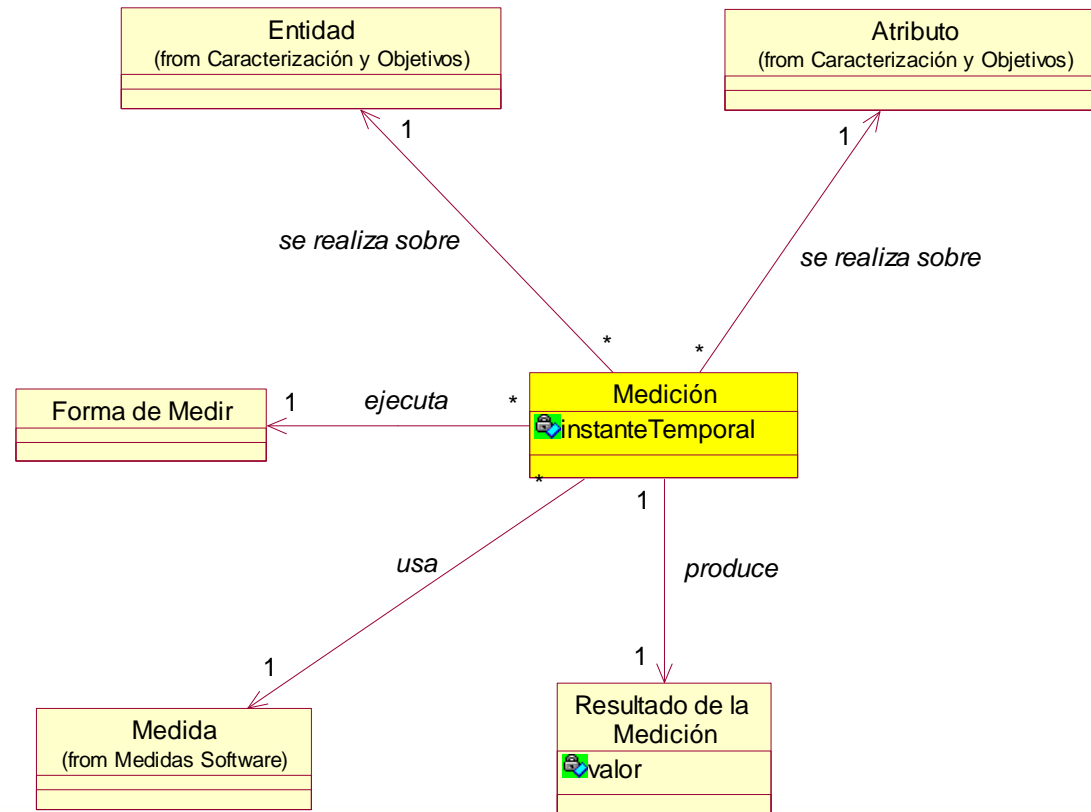 Entidad
(from Caracterización y Objetivos)
Atributo
(from Caracterización y Objetivos)
1
1
se realiza sobre
se realiza sobre
*
*
Forma de Medir
1
ejecuta
*
Medición
instanteTemporal
*
1
usa
produce
1
1
Medida
(from Medidas Software)
Resultado de la
Medición
valor